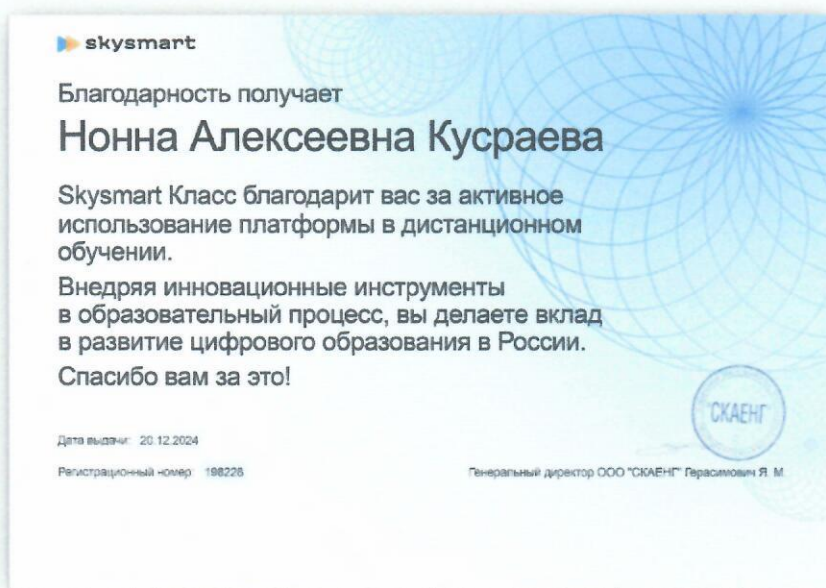 skysmart
Благодарность получает
Нонна Алексеевна Кусраева
Skysmart Класс благодарит вас за активное
использование платформы в дистанционном
обучении.
Внедряя инновационные инструменты
в образовательный процесс, вы делаете вклад
в развитие цифрового образования в России.
Спасибо вам за это!
"СКАЕНГ"
Дата выдачи: 20.12.2024
Регистрационный номер: 198226
Генеральный директор ООО "СКАЕНГ" Герасимович Я. М.